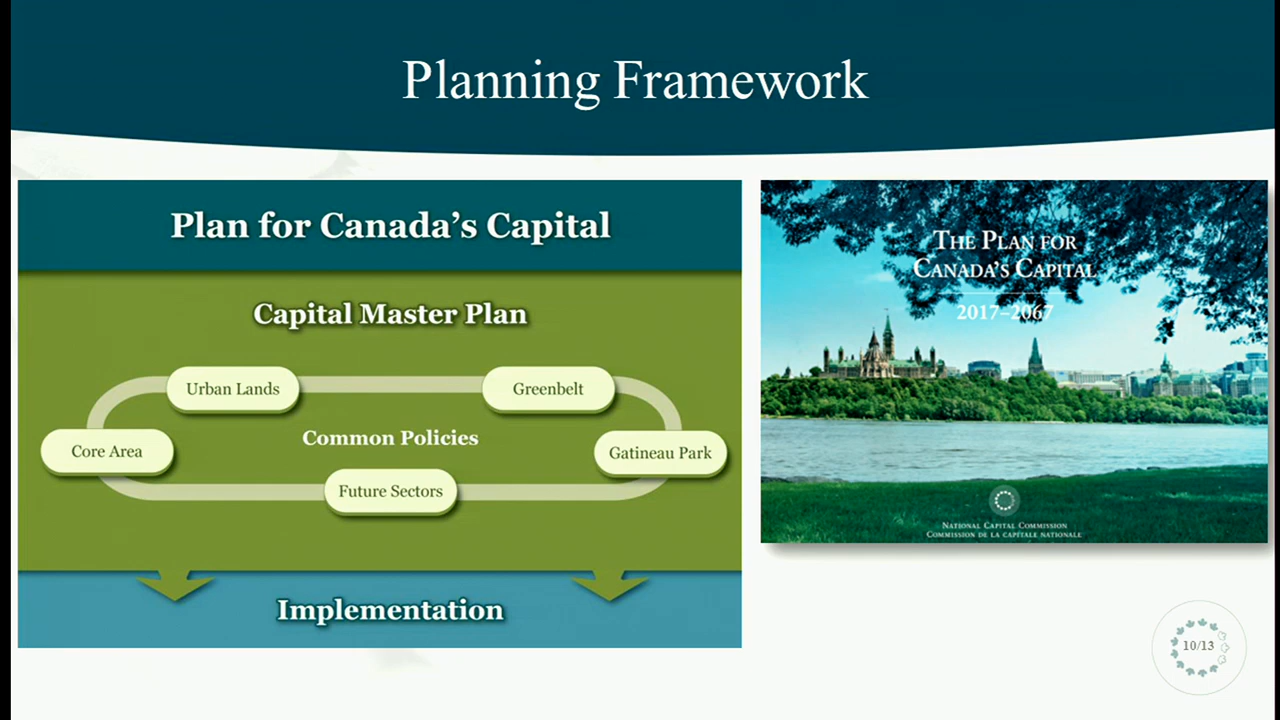 Planning Framework
Plan for Canada's Capital
Capital Master Plan
Urban Lands
Greenbelt
Common Policies
Core Area
Gatineau Park
Future Sectors
Implementation
THE PLAN FOR
CANADA'S CAPITAL
2017–2067
NATIONAL CAPITAL COMMISSION
COMMISSION DE LA CAPITALE NATIONALE
10/13